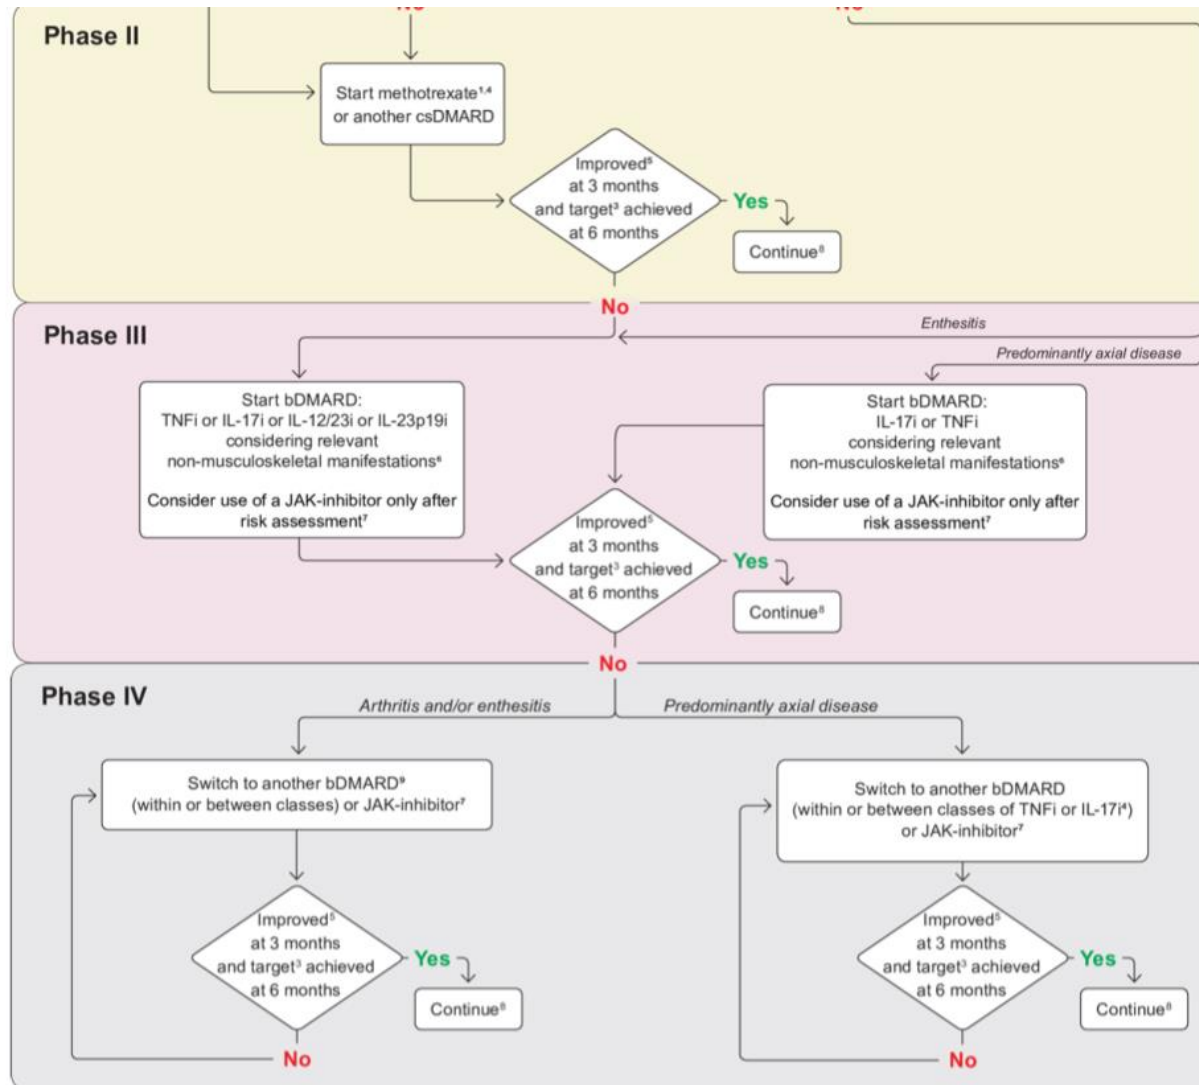 No
No
Phase II
Start methotrexate¹,⁴
or another csDMARD
Improved⁵
at 3 months
and target³ achieved
at 6 months
Yes
Continue⁸
No
Phase III
Enthesitis
Predominantly axial disease
Start bDMARD:
TNFi or IL-17i or IL-12/23i or IL-23p19i
considering relevant
non-musculoskeletal manifestations⁶
Consider use of a JAK-inhibitor only after
risk assessment⁷
Start bDMARD:
IL-17i or TNFi
considering relevant
non-musculoskeletal manifestations⁶
Consider use of a JAK-inhibitor only after
risk assessment⁷
Improved⁵
at 3 months
and target³ achieved
at 6 months
Yes
Continue⁸
No
Phase IV
Arthritis and/or enthesitis
Predominantly axial disease
Switch to another bDMARD⁹
(within or between classes) or JAK-inhibitor⁷
Switch to another bDMARD
(within or between classes of TNFi or IL-17i⁴)
or JAK-inhibitor⁷
Improved⁵
at 3 months
and target³ achieved
at 6 months
Yes
Continue⁸
No
Improved⁵
at 3 months
and target³ achieved
at 6 months
Yes
Continue⁸
No